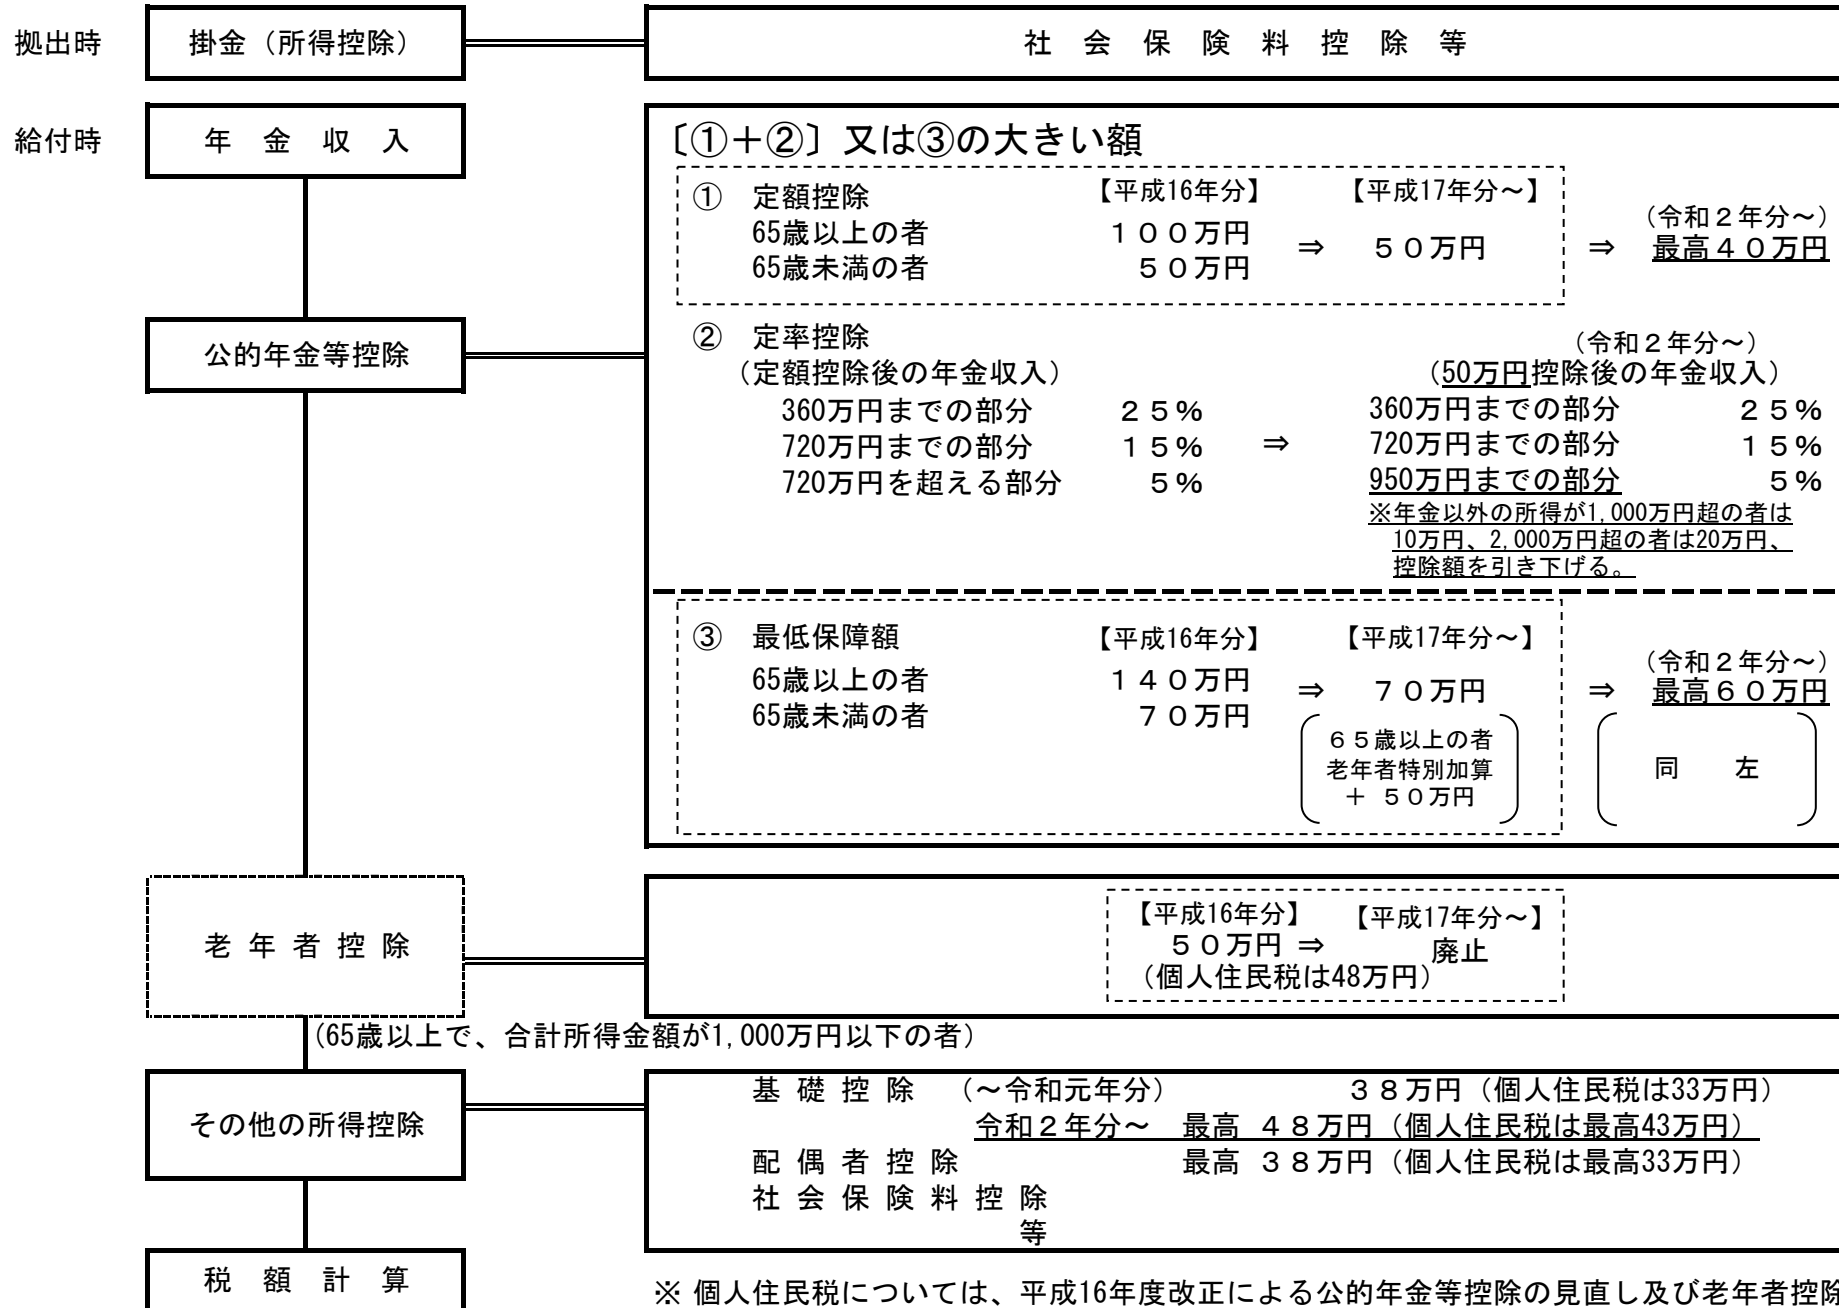 拠出時 掛金（所得控除） 社会保険料控除等
給付時 年金収入 〔①＋②〕又は③の大きい額
① 定額控除 【平成16年分】 【平成17年分～】
65歳以上の者 １００万円 ⇒ ５０万円 ⇒ （令和２年分～） 最高４０万円
65歳未満の者 ５０万円
公的年金等控除
② 定率控除 （令和２年分～）
（定額控除後の年金収入） （50万円控除後の年金収入）
360万円までの部分 ２５% 360万円までの部分 ２５%
720万円までの部分 １５% ⇒ 720万円までの部分 １５%
720万円を超える部分 ５% 950万円までの部分 ５%
※年金以外の所得が1,000万円超の者は
10万円、2,000万円超の者は20万円、
控除額を引き下げる。
③ 最低保障額 【平成16年分】 【平成17年分～】
（令和２年分～）
65歳以上の者 １４０万円 ⇒ ７０万円 ⇒ 最高６０万円
65歳未満の者 ７０万円
６５歳以上の者
老年者特別加算 同左
＋ ５０万円
老年者控除
【平成16年分】 【平成17年分～】
５０万円 ⇒ 廃止
（個人住民税は48万円）
（65歳以上で、合計所得金額が1,000万円以下の者）
その他の所得控除
基礎控除 （～令和元年分） ３８万円（個人住民税は33万円）
令和２年分～ 最高 ４８万円（個人住民税は最高43万円）
配偶者控除 最高 ３８万円（個人住民税は最高33万円）
社会保険料控除
等
税額計算
※ 個人住民税については、平成16年度改正による公的年金等控除の見直し及び老年者控除